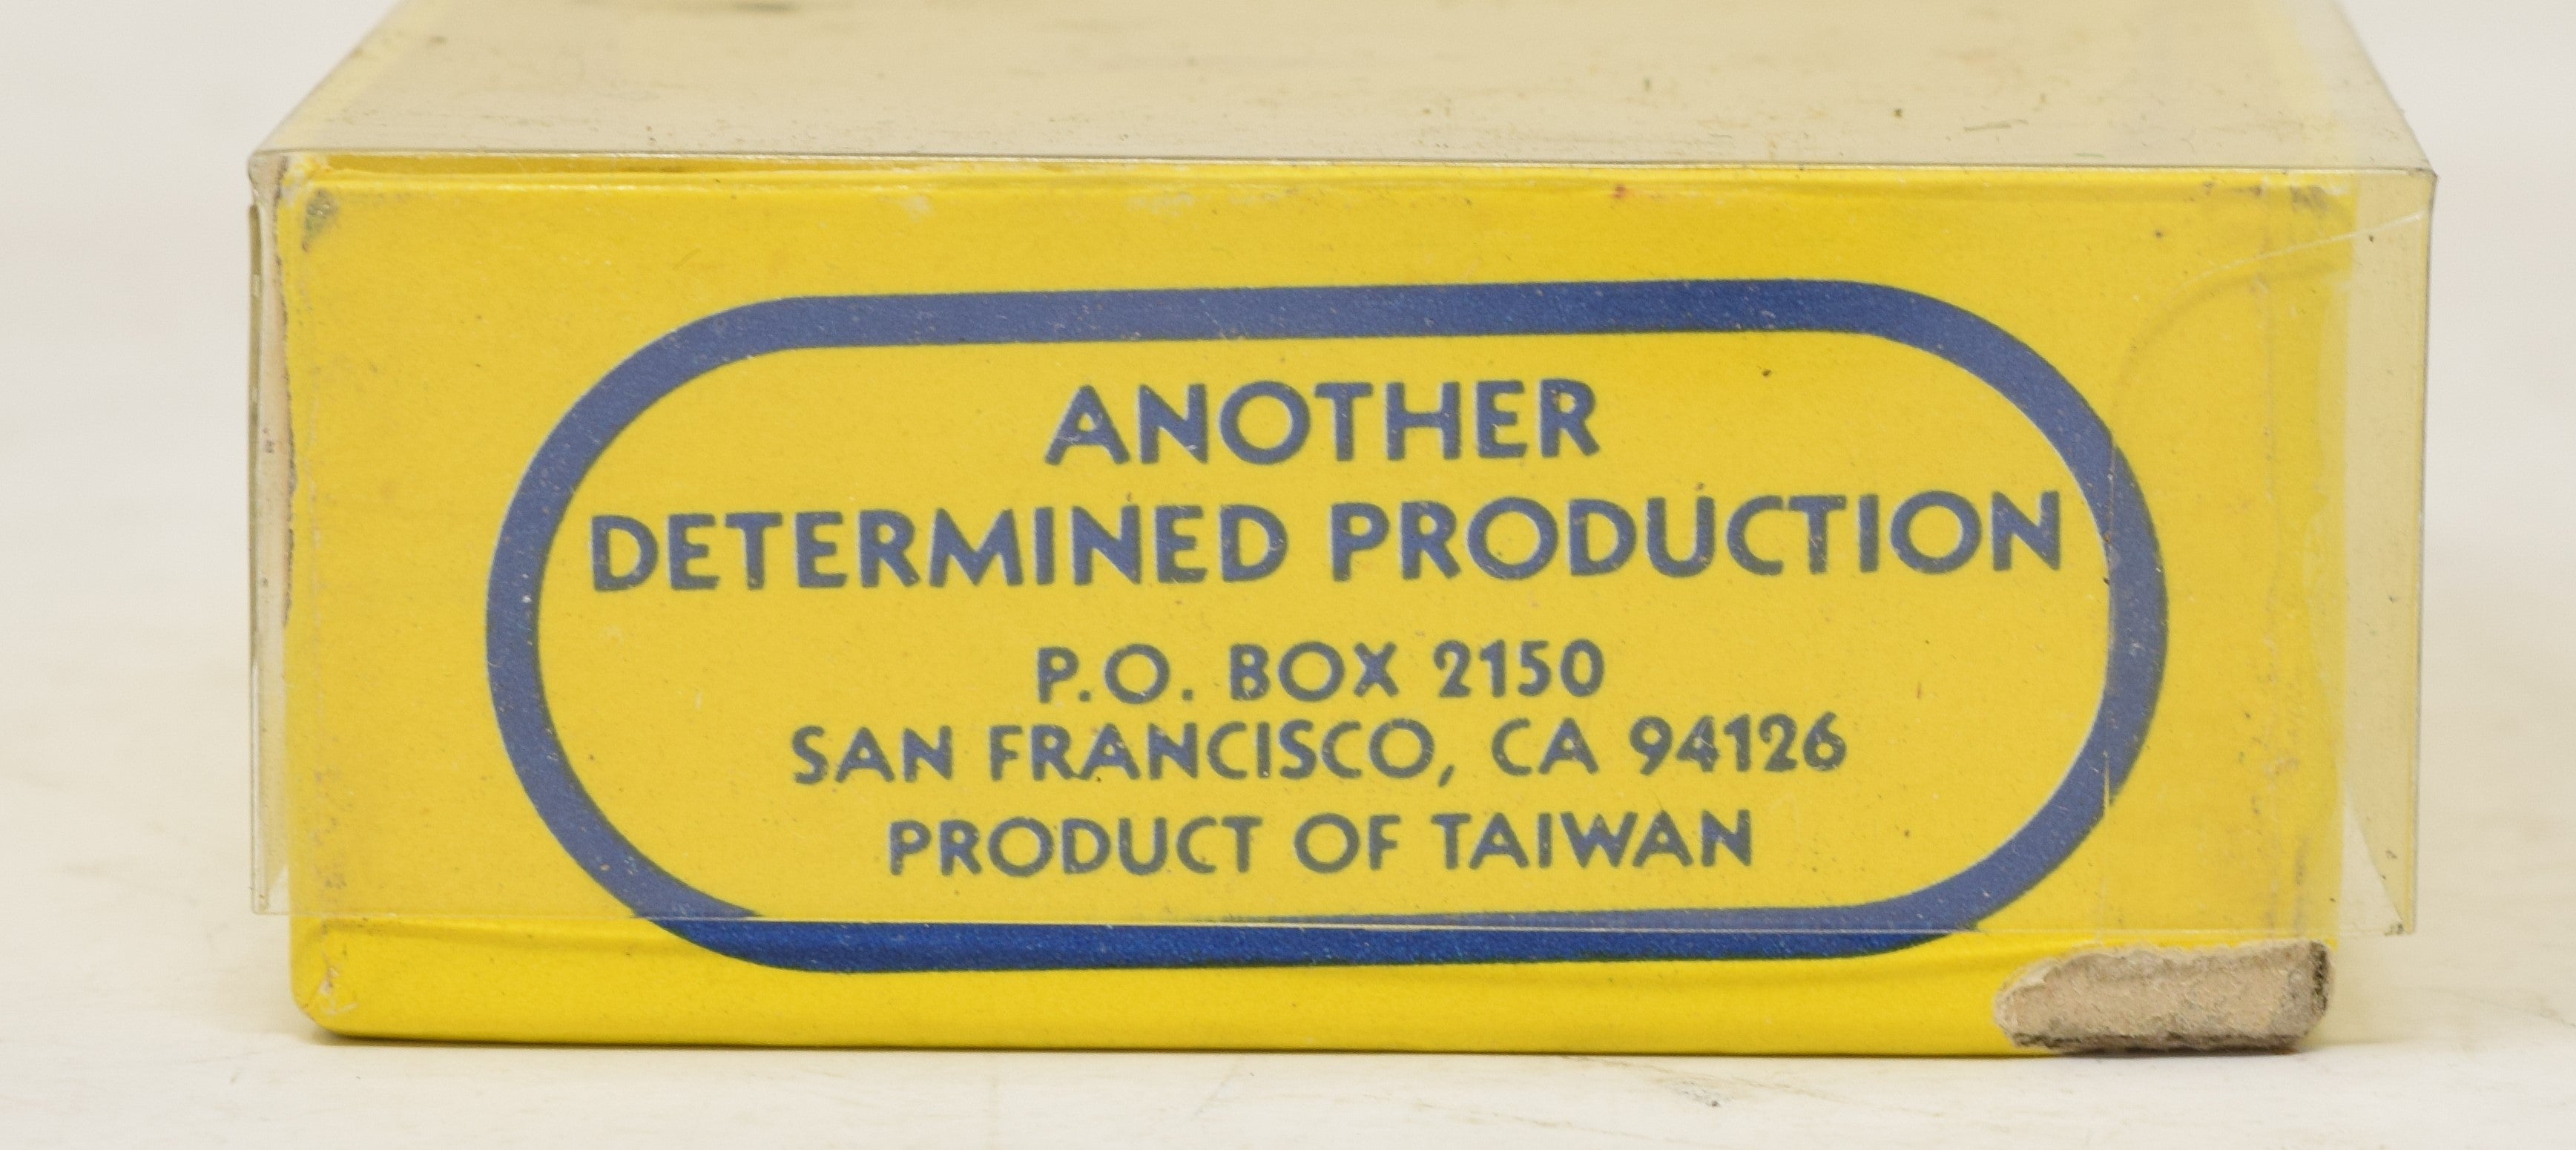 ANOTHER
DETERMINED PRODUCTION
P.O. BOX 2150
SAN FRANCISCO, CA 94126
PRODUCT OF TAIWAN